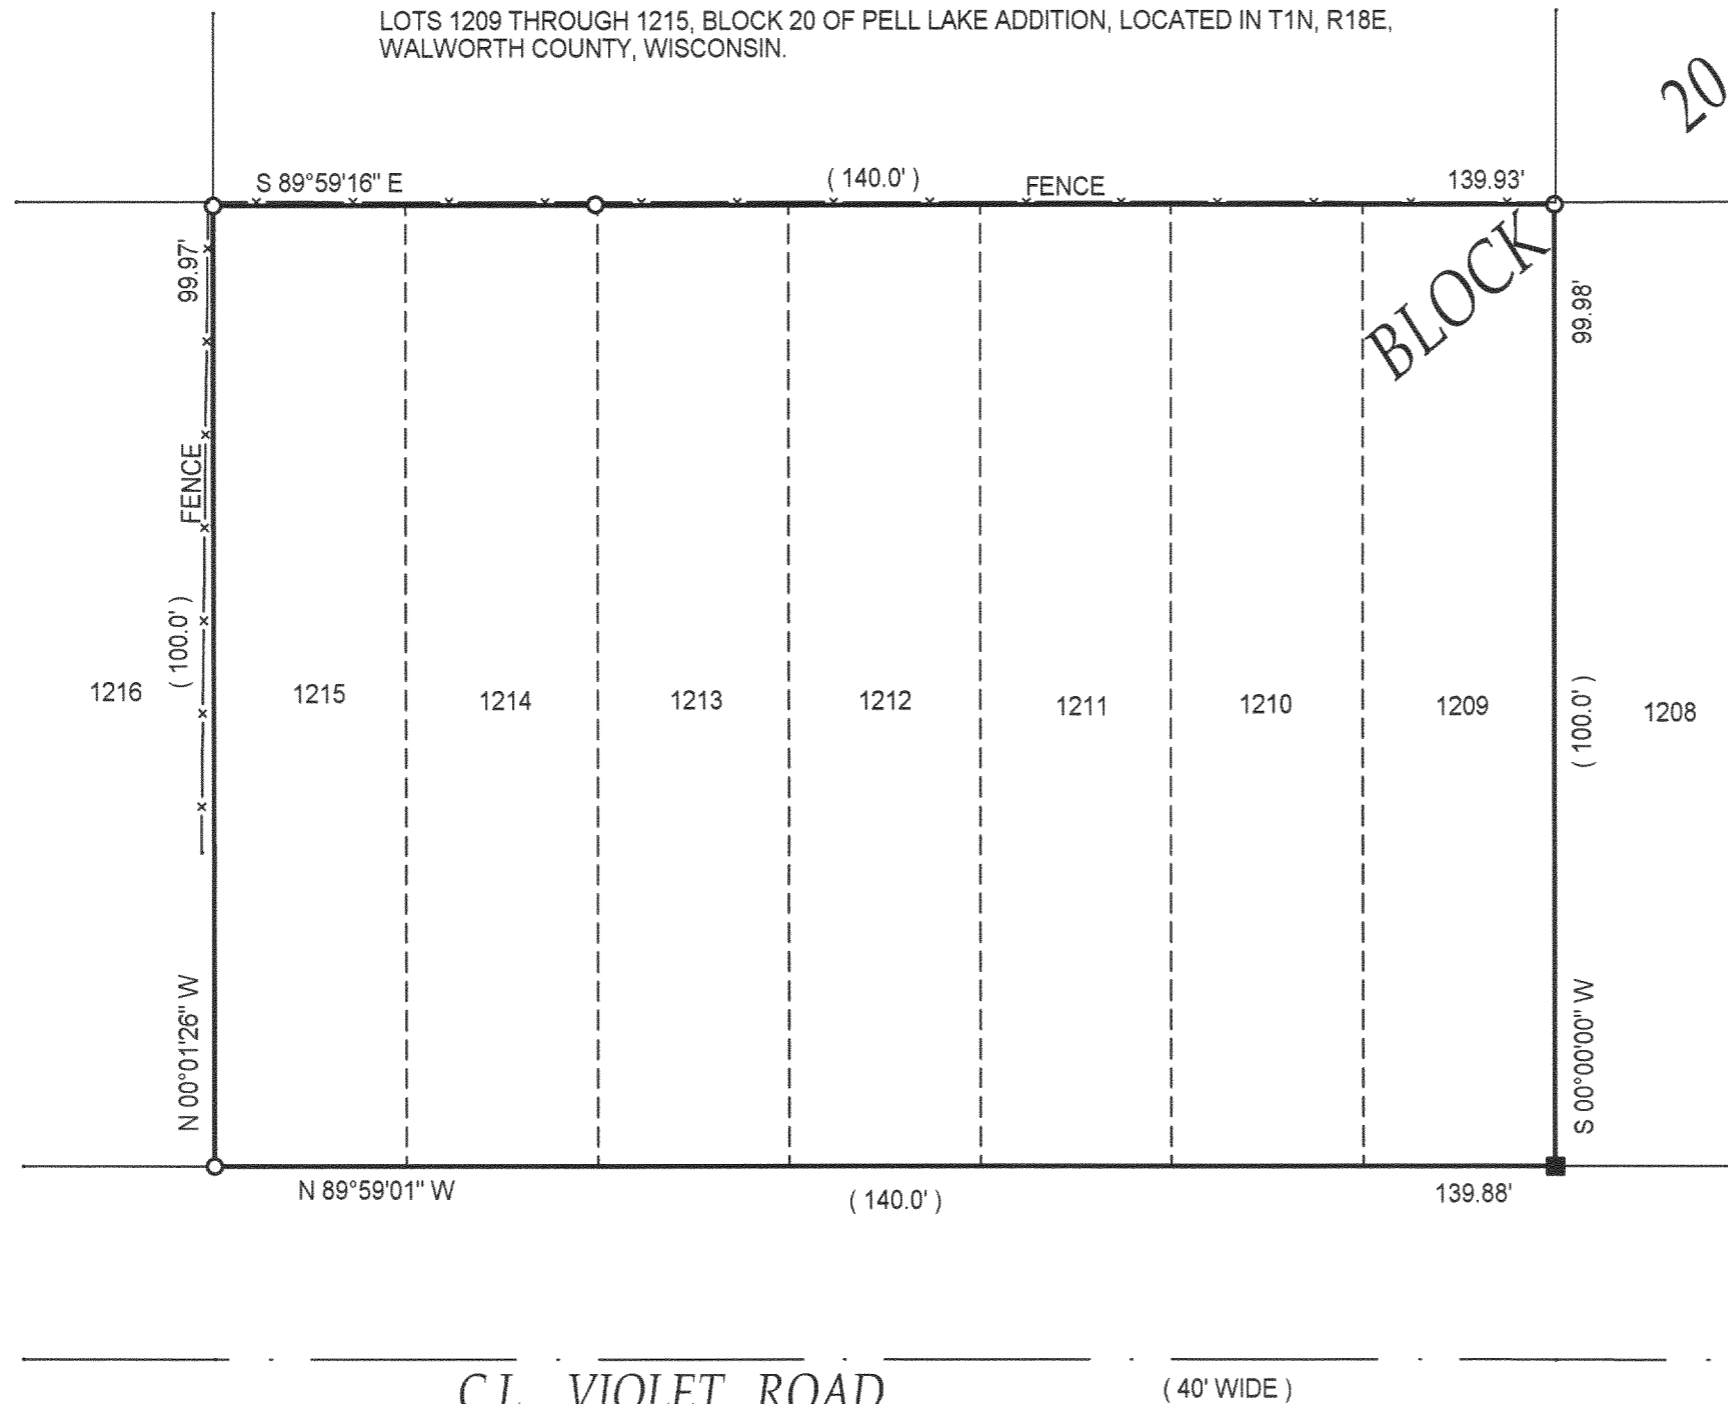 LOTS 1209 THROUGH 1215, BLOCK 20 OF PELL LAKE ADDITION, LOCATED IN T1N, R18E,
WALWORTH COUNTY, WISCONSIN.
20
S 89°59'16" E
( 140.0' )
FENCE
139.93'
BLOCK
99.97'
99.98'
FENCE
( 100.0' )
( 100.0' )
1216
1215
1214
1213
1212
1211
1210
1209
1208
N 00°01'26" W
S 00°00'00" W
N 89°59'01" W
( 140.0' )
139.88'
C.L. VIOLET ROAD
( 40' WIDE )